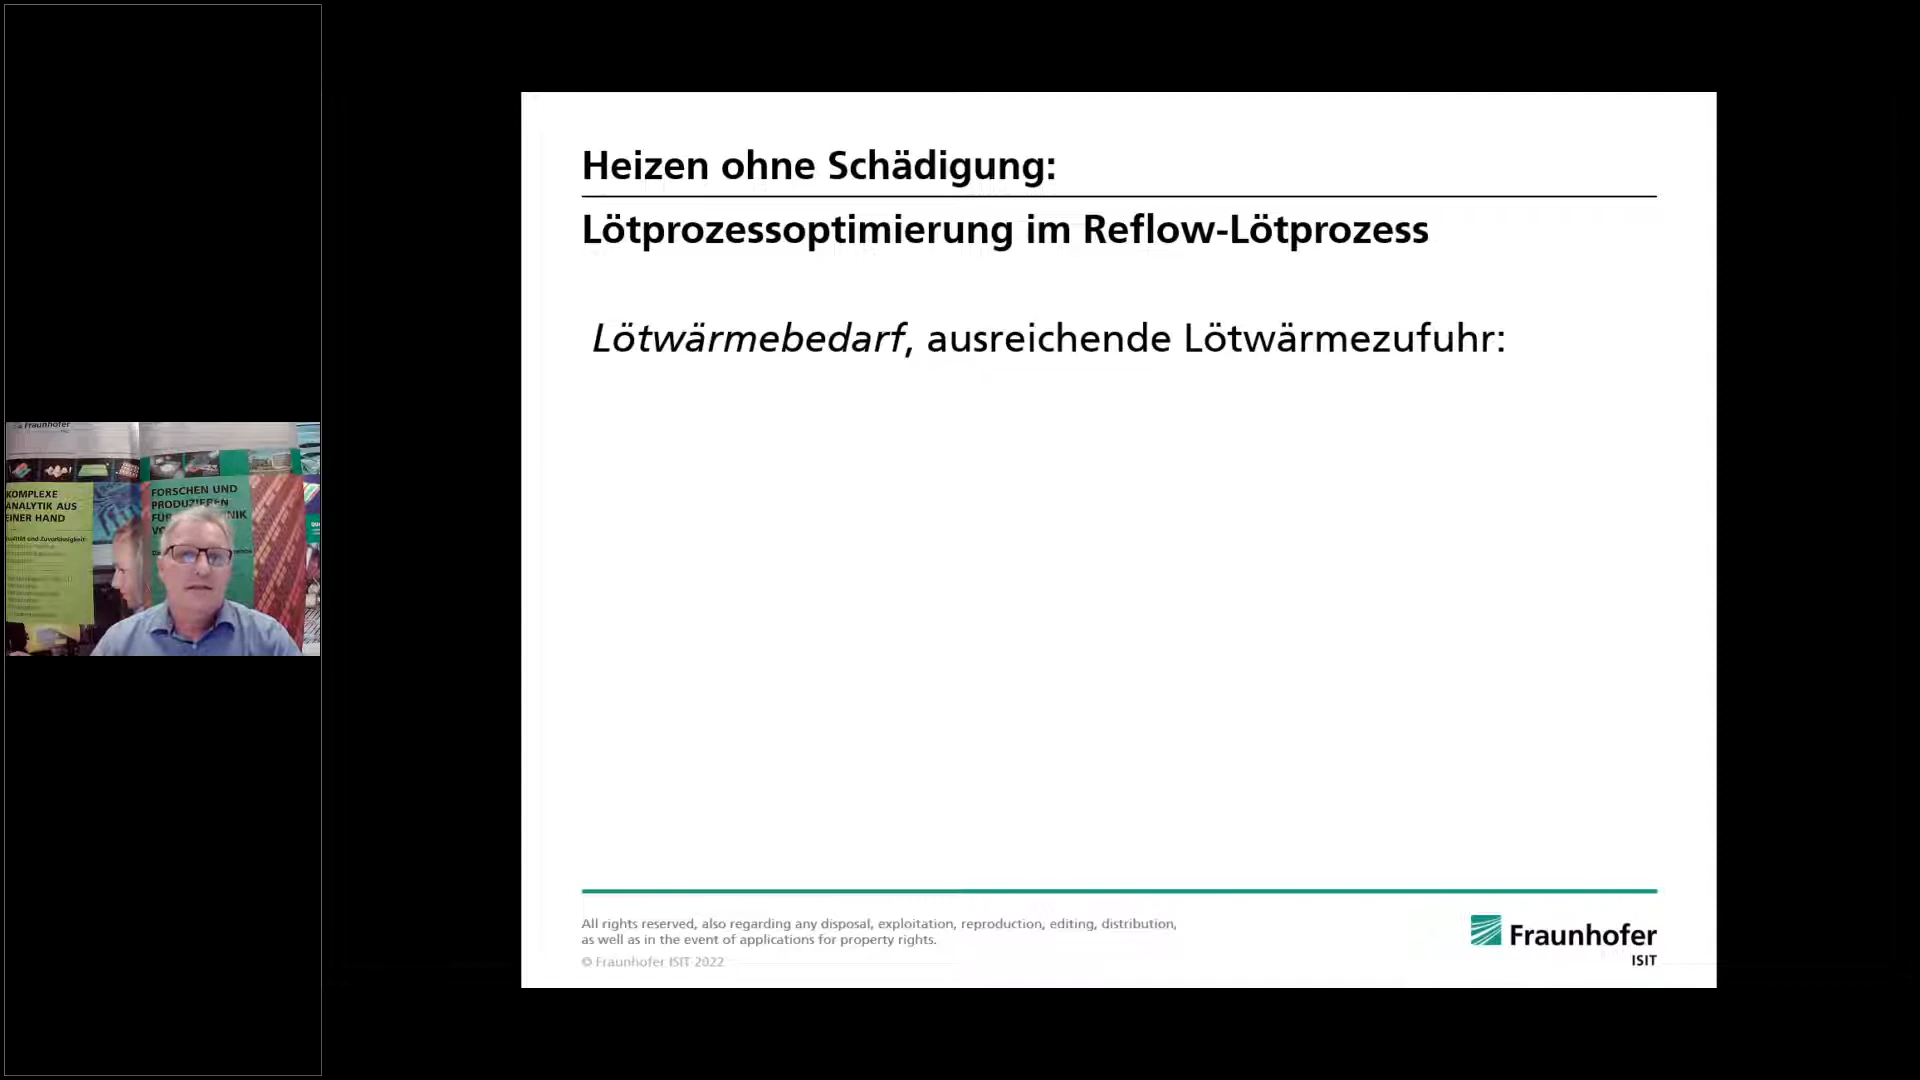 Heizen ohne Schädigung:
Lötprozessoptimierung im Reflow-Lötprozess
Lötwärmebedarf, ausreichende Lötwärmezufuhr:
All rights reserved, also regarding any disposal, exploitation, reproduction, editing, distribution,
as well as in the event of applications for property rights.
© Fraunhofer ISIT 2022
Fraunhofer
ISIT
Fraunhofer
KOMPLEXE
ANALYTIK AUS
EINER HAND
FORSCHEN UND
PRODUZIEREN